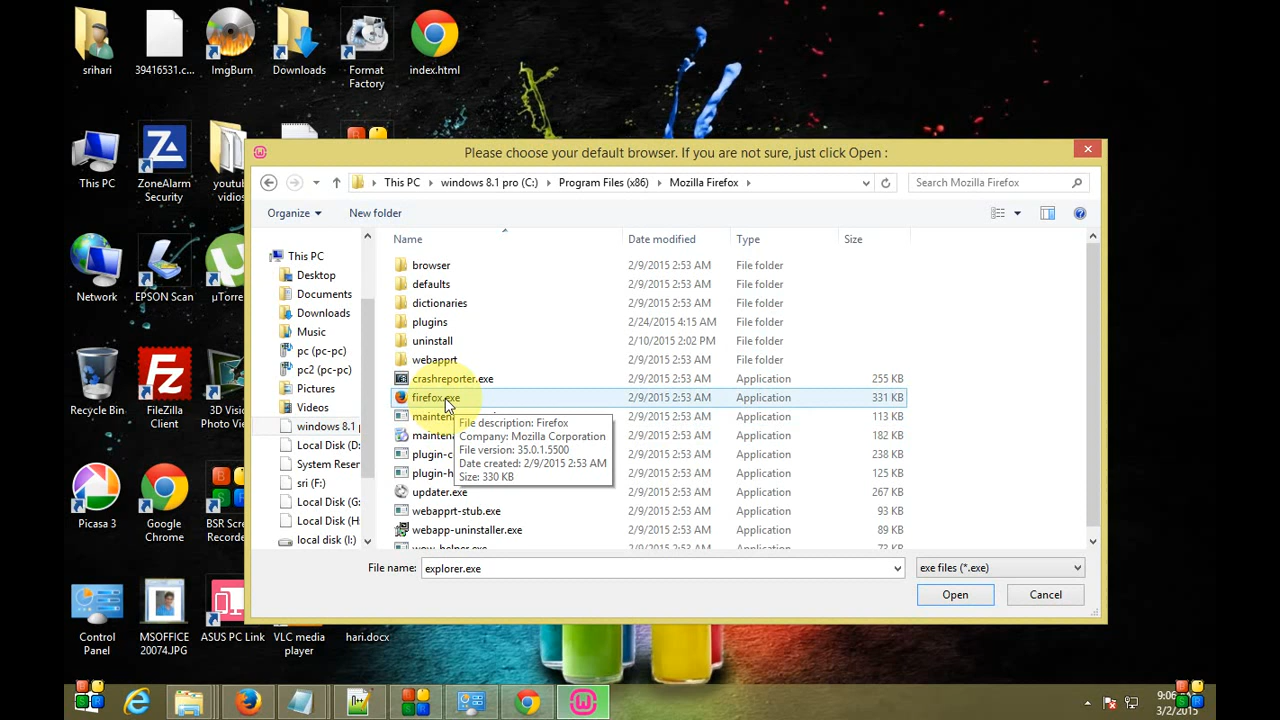 srihari
39416531.c...
ImgBurn
Downloads
Format
Factory
index.html
This PC
ZoneAlarm
Security
youtu
vidios
Network
EPSON Scan
µTorre
Recycle Bin
FileZilla
Client
3D Visi
Photo Vie
Picasa 3
Google
Chrome
BSR Scree
Recorde
Control
Panel
MSOFFICE
20074.JPG
ASUS PC Link
VLC media
player
hari.docx
Please choose your default browser. If you are not sure, just click Open :
This PC
windows 8.1 pro (C:)
Program Files (x86)
Mozilla Firefox
Search Mozilla Firefox
Organize
New folder
This PC
Desktop
Documents
Downloads
Music
pc (pc-pc)
pc2 (pc-pc)
Pictures
Videos
windows 8.1 p
Local Disk (D:
System Reser
sri (F:)
Local Disk (G:
Local Disk (H:
local disk (I:)
Name Date modified Type Size
browser 2/9/2015 2:53 AM File folder
defaults 2/9/2015 2:53 AM File folder
dictionaries 2/9/2015 2:53 AM File folder
plugins 2/24/2015 4:15 AM File folder
uninstall 2/10/2015 2:02 PM File folder
webapprt 2/9/2015 2:53 AM File folder
crashreporter.exe 2/9/2015 2:53 AM Application 255 KB
firefox.exe 2/9/2015 2:53 AM Application 331 KB
mainten 2/9/2015 2:53 AM Application 113 KB
mainten 2/9/2015 2:53 AM Application 182 KB
plugin-c 2/9/2015 2:53 AM Application 238 KB
plugin-h 2/9/2015 2:53 AM Application 125 KB
updater.exe 2/9/2015 2:53 AM Application 267 KB
webapprt-stub.exe 2/9/2015 2:53 AM Application 93 KB
webapp-uninstaller.exe 2/9/2015 2:53 AM Application 89 KB
wow_helper.exe 2/9/2015 2:53 AM Application 73 KB
File description: Firefox
Company: Mozilla Corporation
File version: 35.0.1.5500
Date created: 2/9/2015 2:53 AM
Size: 330 KB
File name: explorer.exe
exe files (*.exe)
Open
Cancel
9:06
3/2/2015